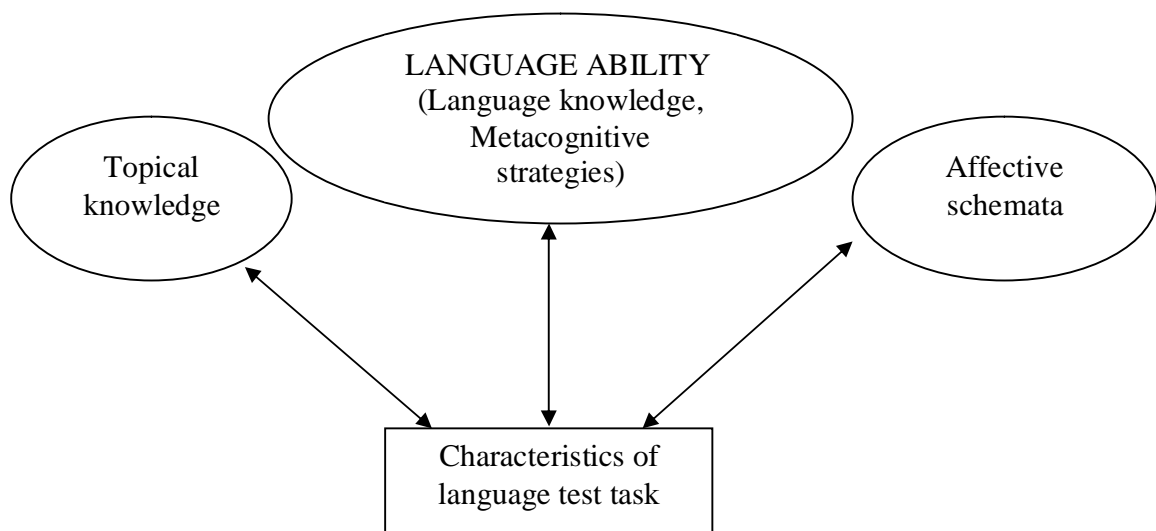 LANGUAGE ABILITY
(Language knowledge,
Metacognitive
strategies)
Topical
knowledge
Affective
schemata
Characteristics of
language test task